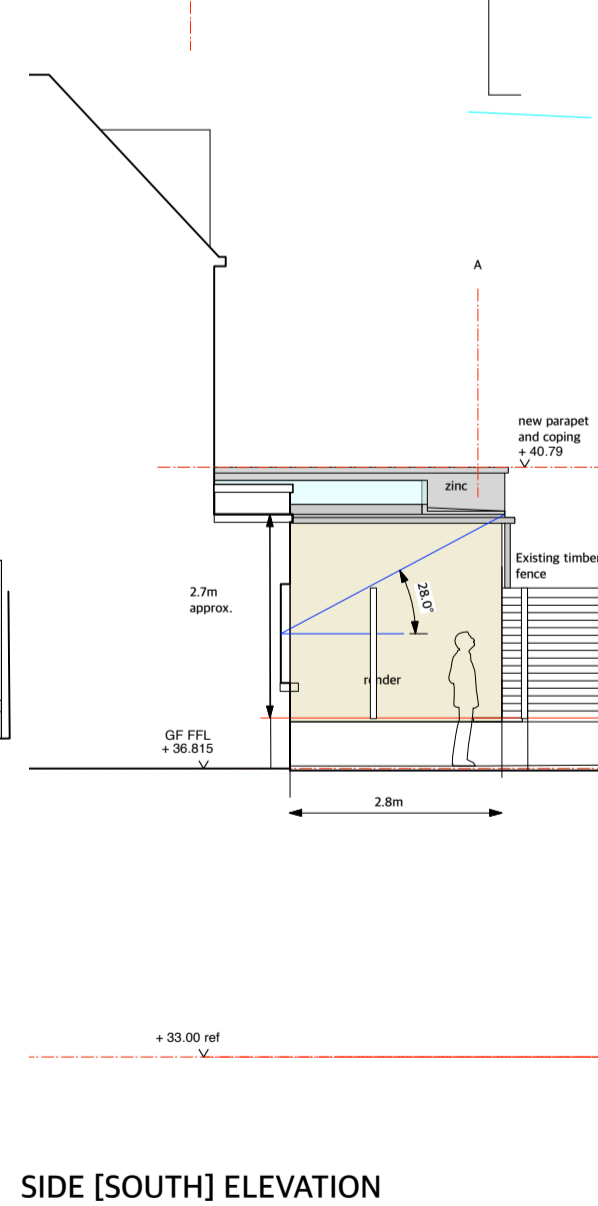 A
new parapet
and coping
+ 40.79
zinc
Existing timber
fence
2.7m
approx.
28.0°
render
GF FFL
+ 36.815
2.8m
+ 33.00 ref
SIDE [SOUTH] ELEVATION